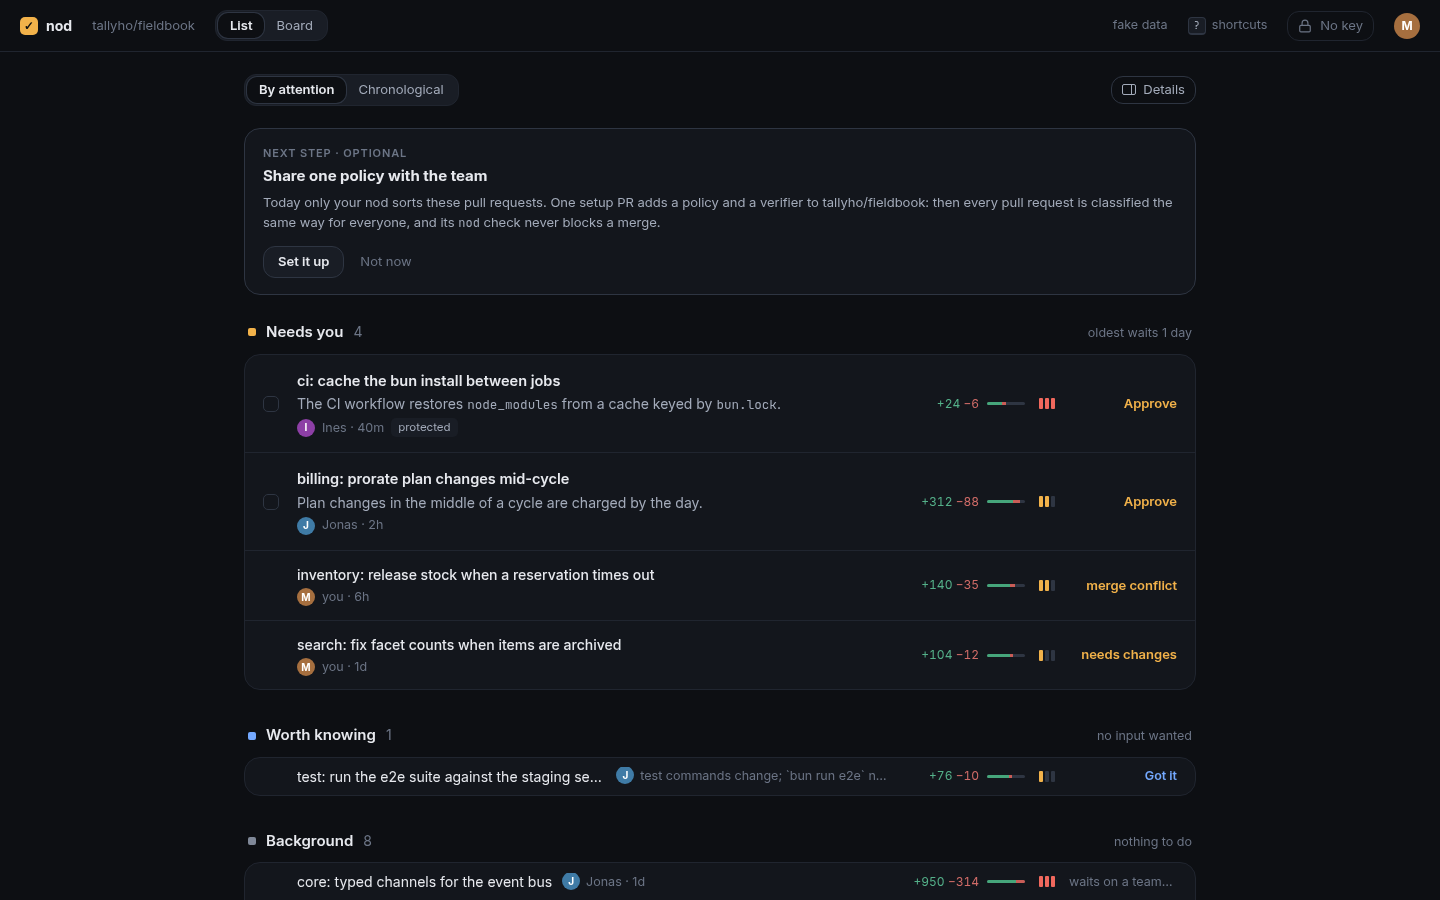 nod
tallyho/fieldbook
List
Board
fake data
? shortcuts
No key
M
By attention
Chronological
Details
NEXT STEP · OPTIONAL
Share one policy with the team
Today only your nod sorts these pull requests. One setup PR adds a policy and a verifier to tallyho/fieldbook: then every pull request is classified the
same way for everyone, and its nod check never blocks a merge.
Set it up
Not now
Needs you 4
oldest waits 1 day
ci: cache the bun install between jobs
The CI workflow restores node_modules from a cache keyed by bun.lock.
I Ines · 40m protected
+24 −6
Approve
billing: prorate plan changes mid-cycle
Plan changes in the middle of a cycle are charged by the day.
J Jonas · 2h
+312 −88
Approve
inventory: release stock when a reservation times out
M you · 6h
+140 −35
merge conflict
search: fix facet counts when items are archived
M you · 1d
+104 −12
needs changes
Worth knowing 1
no input wanted
test: run the e2e suite against the staging se...
J test commands change; `bun run e2e` n...
+76 −10
Got it
Background 8
nothing to do
core: typed channels for the event bus
J Jonas · 1d
+950 −314
waits on a team...